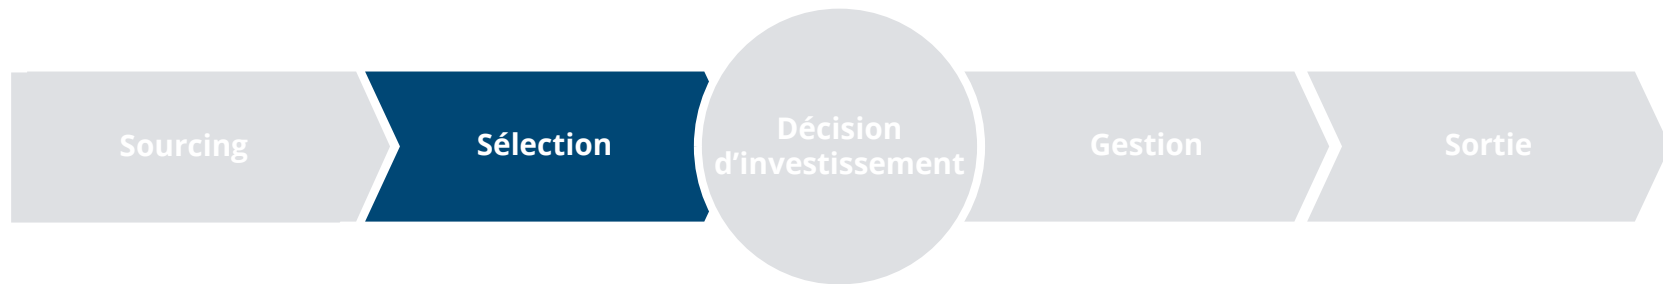 Sourcing
Sélection
Décision
d’investissement
Gestion
Sortie